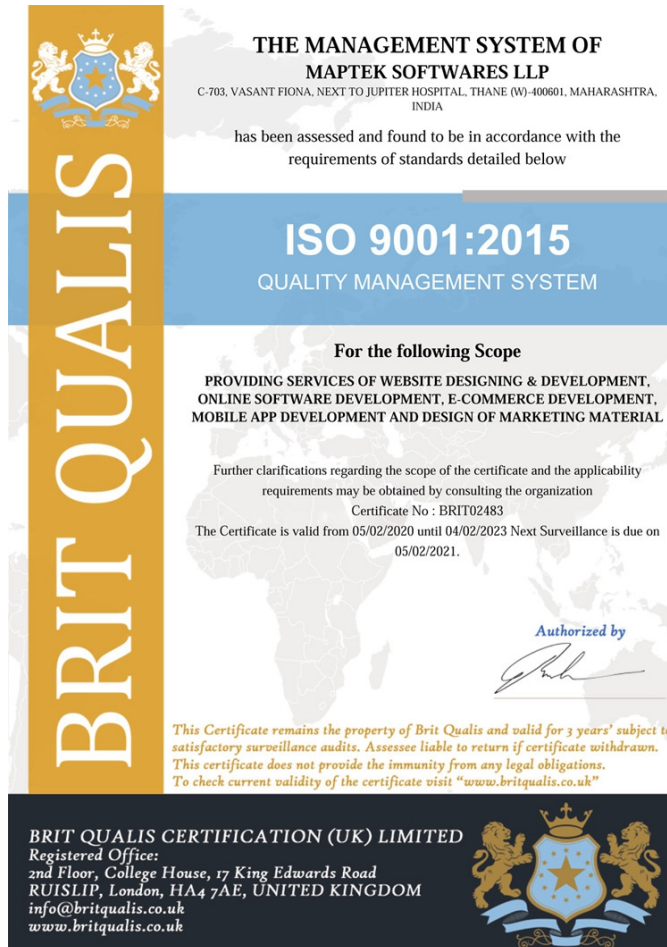 BRIT QUALIS
THE MANAGEMENT SYSTEM OF
MAPTEK SOFTWARES LLP
C-703, VASANT FIONA, NEXT TO JUPITER HOSPITAL, THANE (W)-400601, MAHARASHTRA,
INDIA
has been assessed and found to be in accordance with the
requirements of standards detailed below
ISO 9001:2015
QUALITY MANAGEMENT SYSTEM
For the following Scope
PROVIDING SERVICES OF WEBSITE DESIGNING & DEVELOPMENT,
ONLINE SOFTWARE DEVELOPMENT, E-COMMERCE DEVELOPMENT,
MOBILE APP DEVELOPMENT AND DESIGN OF MARKETING MATERIAL
Further clarifications regarding the scope of the certificate and the applicability
requirements may be obtained by consulting the organization
Certificate No : BRIT02483
The Certificate is valid from 05/02/2020 until 04/02/2023 Next Surveillance is due on
05/02/2021.
Authorized by
This Certificate remains the property of Brit Qualis and valid for 3 years' subject to
satisfactory surveillance audits. Assessee liable to return if certificate withdrawn.
This certificate does not provide the immunity from any legal obligations.
To check current validity of the certificate visit "www.britqualis.co.uk"
BRIT QUALIS CERTIFICATION (UK) LIMITED
Registered Office:
2nd Floor, College House, 17 King Edwards Road
RUISLIP, London, HA4 7AE, UNITED KINGDOM
info@britqualis.co.uk
www.britqualis.co.uk